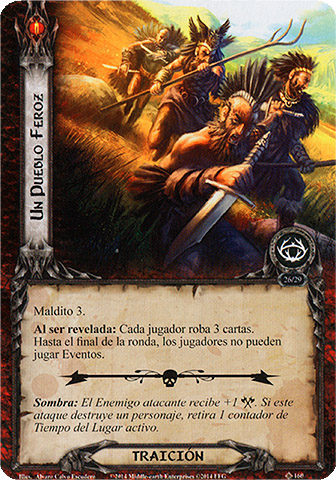 Un Pueblo Feroz
26/29
Maldito 3.
Al ser revelada: Cada jugador roba 3 cartas.
Hasta el final de la ronda, los jugadores no pueden
jugar Eventos.
Sombra: El Enemigo atacante recibe +1 . Si este
ataque destruye un personaje, retira 1 contador de
Tiempo del Lugar activo.
TRAICIÓN
Illus. Álvaro Calvo Escudero ©2014 Middle-earth Enterprises ©2014 FFG 160